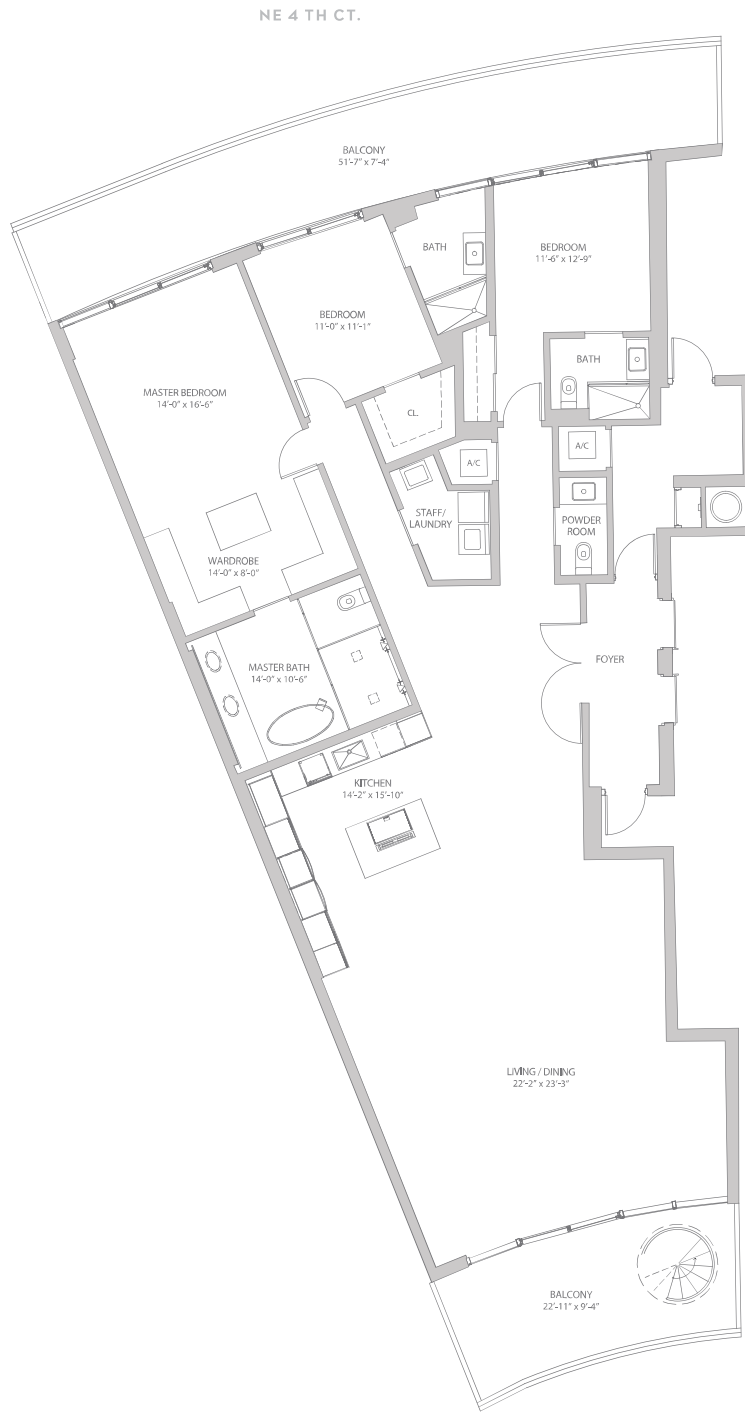 NE 4 TH CT.
BALCONY
51'-7" x 7'-4"
BATH
BEDROOM
11'-6" x 12'-9"
BEDROOM
11'-0" x 11'-1"
BATH
MASTER BEDROOM
14'-0" x 16'-6"
CL.
A/C
A/C
STAFF/
LAUNDRY
POWDER
ROOM
WARDROBE
14'-0" x 8'-0"
FOYER
MASTER BATH
14'-0" x 10'-6"
KITCHEN
14'-2" x 15'-10"
LIVING / DINING
22'-2" x 23'-3"
BALCONY
22'-11" x 9'-4"